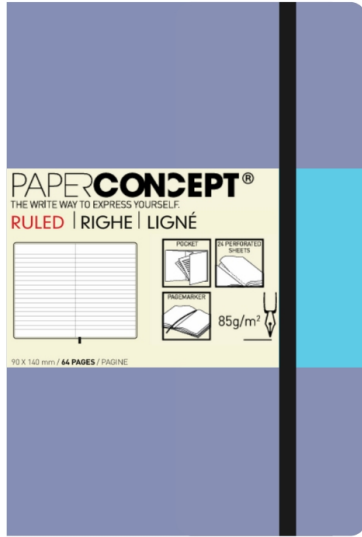 PAPERCONCEPT®
THE WRITE WAY TO EXPRESS YOURSELF.
RULED | RIGHE | LIGNÉ
POCKET
24 PERFORATED
SHEETS
PAGEMARKER
85g/m²
90 X 140 mm / 64 PAGES / PAGINE